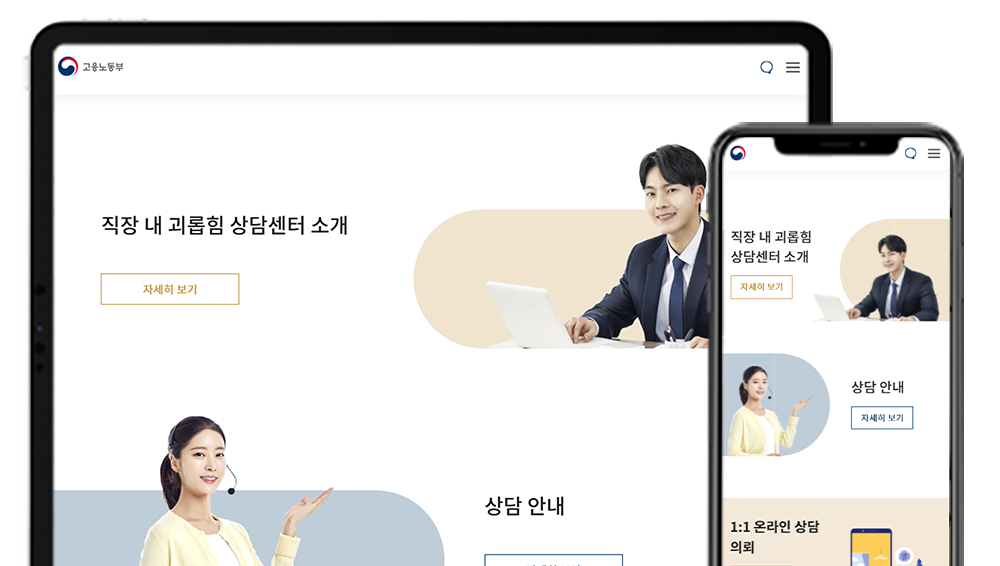 고용노동부
직장 내 괴롭힘 상담센터 소개
자세히 보기
상담 안내
직장 내 괴롭힘
상담센터 소개
자세히 보기
상담 안내
자세히 보기
1:1 온라인 상담
의뢰